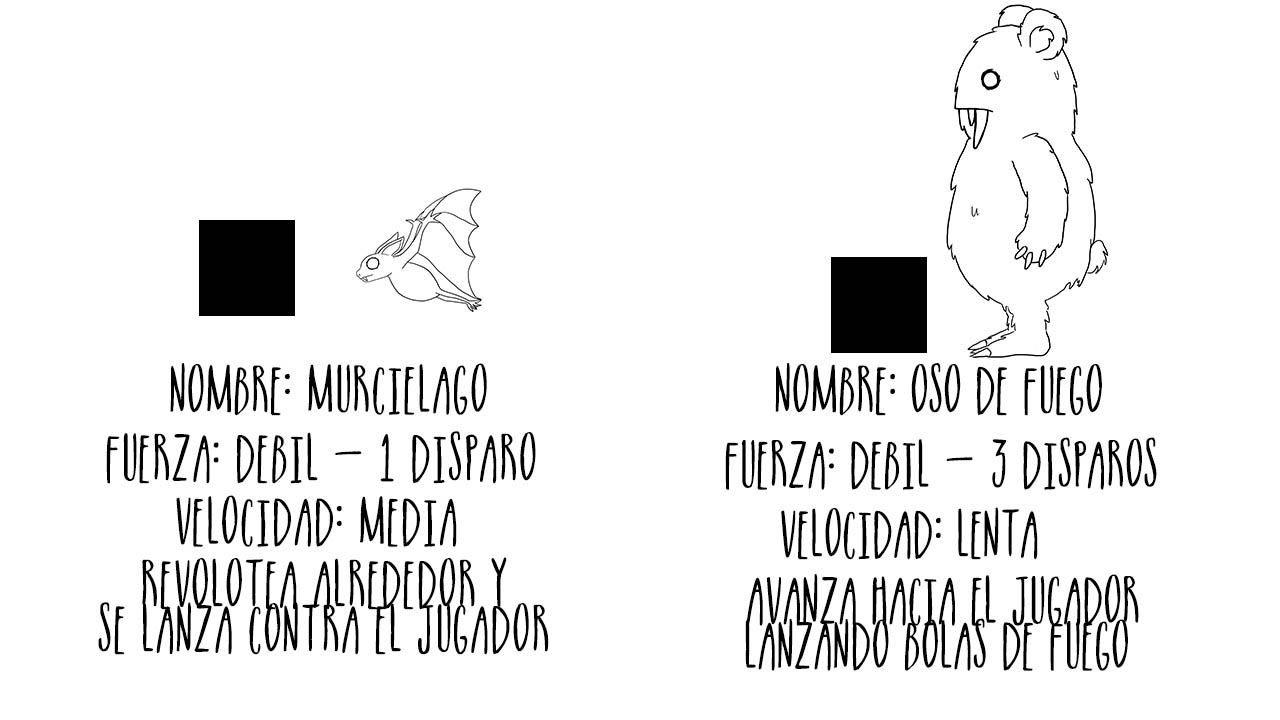 NOMBRE: MURCIELAGO
FUERZA: DEBIL – 1 DISPARO
VELOCIDAD: MEDIA
REVOLOTEA ALREDEDOR Y
SE LANZA CONTRA EL JUGADOR
NOMBRE: OSO DE FUEGO
FUERZA: DEBIL – 3 DISPAROS
VELOCIDAD: LENTA
AVANZA HACIA EL JUGADOR
LANZANDO BOLAS DE FUEGO